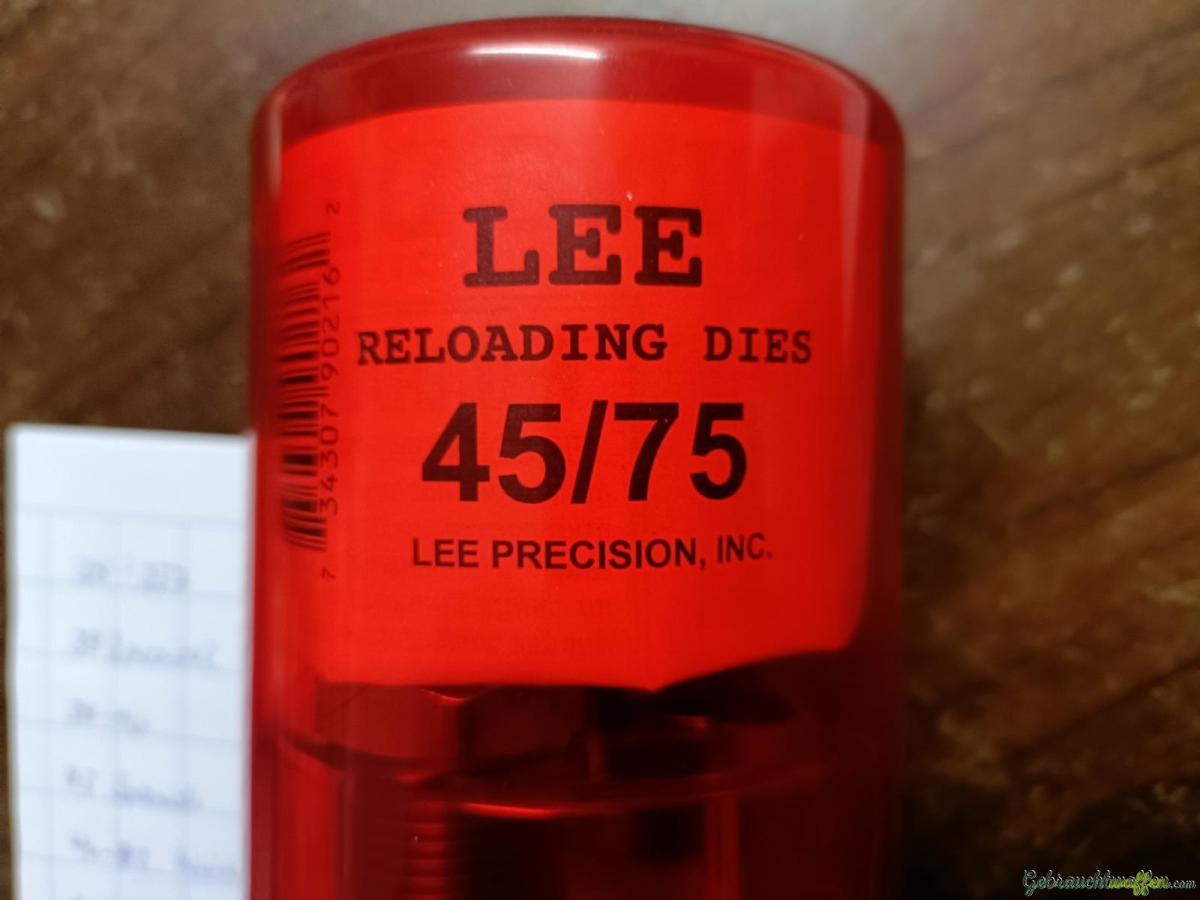 LEE
RELOADING DIES
45/75
LEE PRECISION, INC.
7 34307 90216 2
Gebrauchtwaffen.com